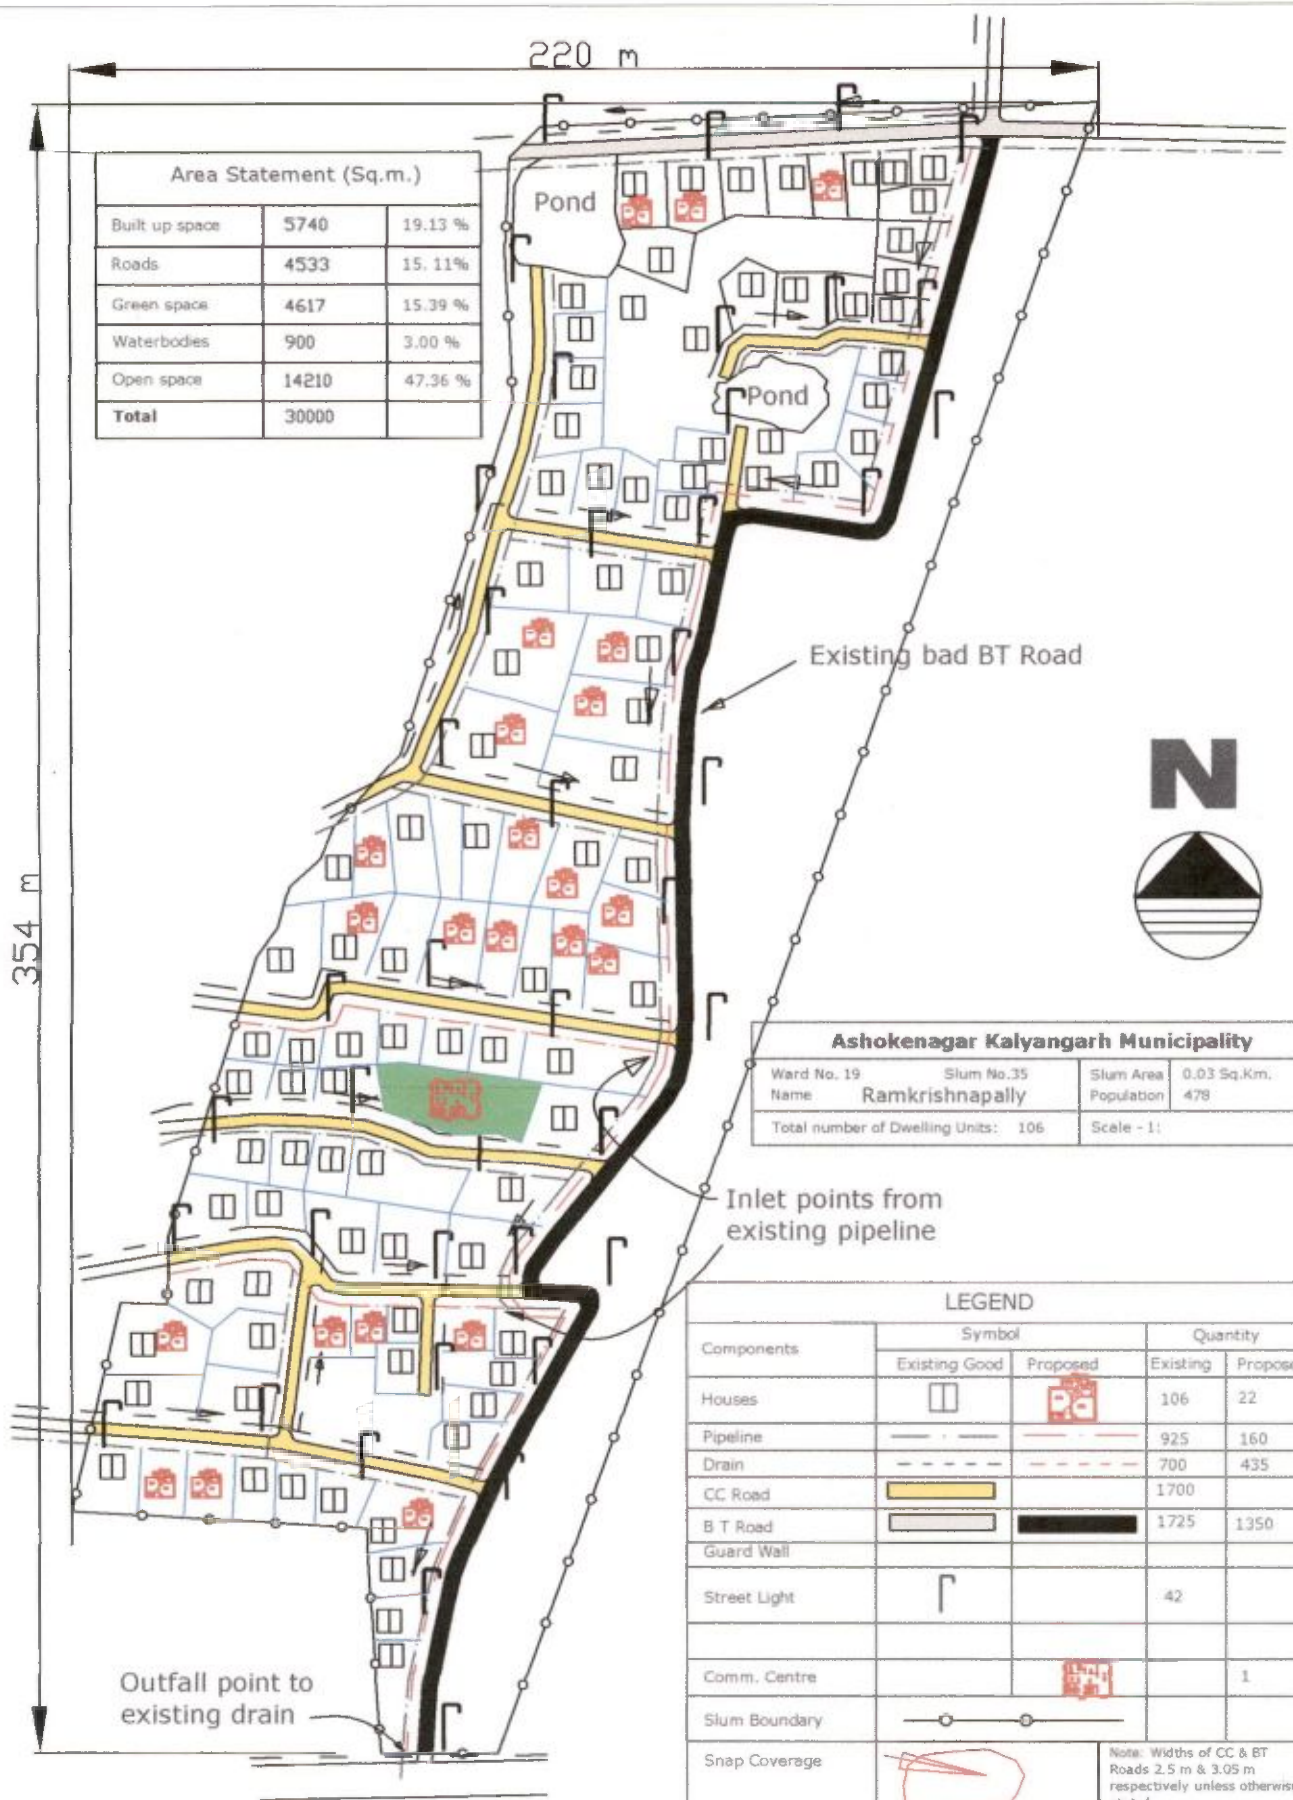 220 m
354 m
Area Statement (Sq.m.)
Built up space 5740 19.13 %
Roads 4533 15. 11%
Green space 4617 15.39 %
Waterbodies 900 3.00 %
Open space 14210 47.36 %
Total 30000
Pond
Pond
Existing bad BT Road
N
Ashokenagar Kalyangarh Municipality
Ward No. 19 Slum No.35 Slum Area 0.03 Sq.Km.
Name Ramkrishnapally Population 478
Total number of Dwelling Units: 106 Scale - 1:
Inlet points from
existing pipeline
LEGEND
Components Symbol Quantity
Existing Good Proposed Existing Propose
Houses 106 22
Pipeline 925 160
Drain 700 435
CC Road 1700
B T Road 1725 1350
Guard Wall
Street Light 42
Comm. Centre 1
Slum Boundary
Snap Coverage
Note: Widths of CC & BT
Roads 2.5 m & 3.05 m
respectively unless otherwise
Outfall point to
existing drain